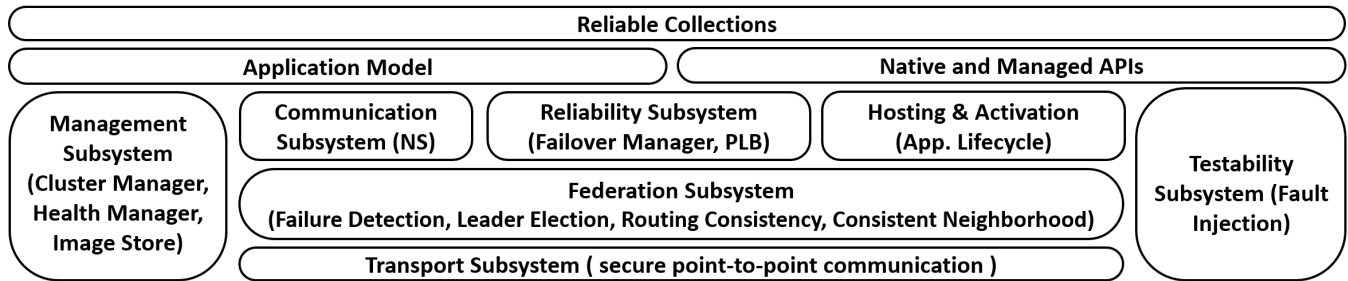 Reliable Collections
Application Model
Native and Managed APIs
Management
Subsystem
(Cluster Manager,
Health Manager,
Image Store)
Communication
Subsystem (NS)
Reliability Subsystem
(Failover Manager, PLB)
Hosting & Activation
(App. Lifecycle)
Federation Subsystem
(Failure Detection, Leader Election, Routing Consistency, Consistent Neighborhood)
Transport Subsystem ( secure point-to-point communication )
Testability
Subsystem (Fault
Injection)